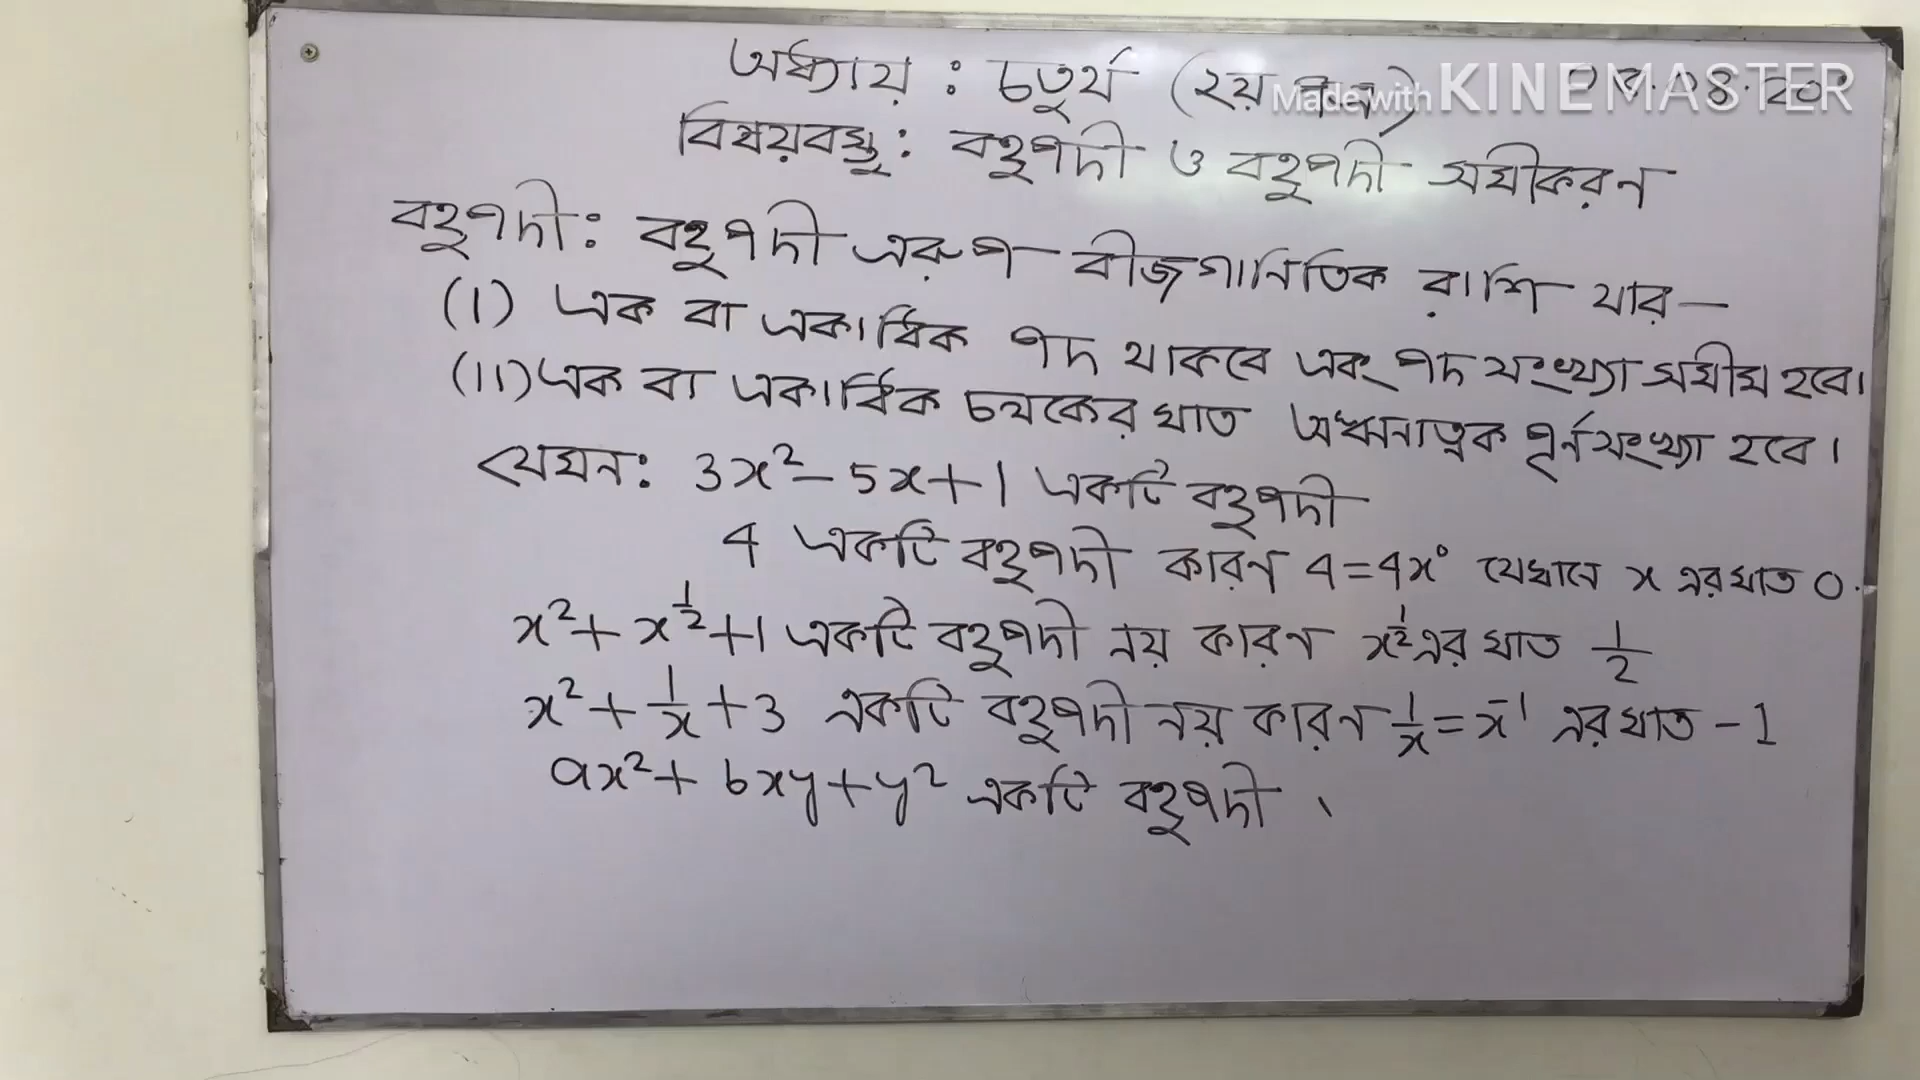 অধ্যায় : চতুর্থ (২য় পত্র)
Made with KINEMASTER
বিষয়বস্তু: বহুপদী ও বহুপদী সমীকরণ
বহুপদী: বহুপদী এরুপ বীজগানিতিক রাশি যার—
(I) এক বা একাধিক পদ থাকবে এবং পদ সংখ্যা সসীম হবে।
(II) এক বা একাধিক চলকের ঘাত অঋনাত্নক পূর্নসংখ্যা হবে।
যেমন: 3x² - 5x + 1 একটি বহুপদী
4 একটি বহুপদী কারণ 4 = 4x⁰ যেখানে x এর ঘাত 0.
x² + x^½ + 1 একটি বহুপদী নয় কারণ x^½ এর ঘাত 1/2
x² + 1/x + 3 একটি বহুপদী নয় কারণ 1/x = x⁻¹ এর ঘাত -1
ax² + bxy + y² একটি বহুপদী ।